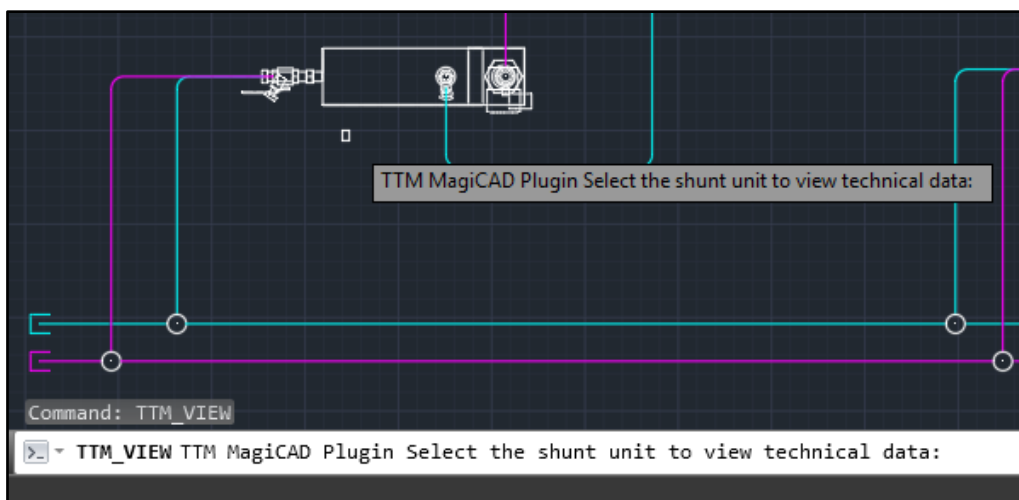 TTM MagiCAD Plugin Select the shunt unit to view technical data:
Command: TTM_VIEW
TTM_VIEW TTM MagiCAD Plugin Select the shunt unit to view technical data: